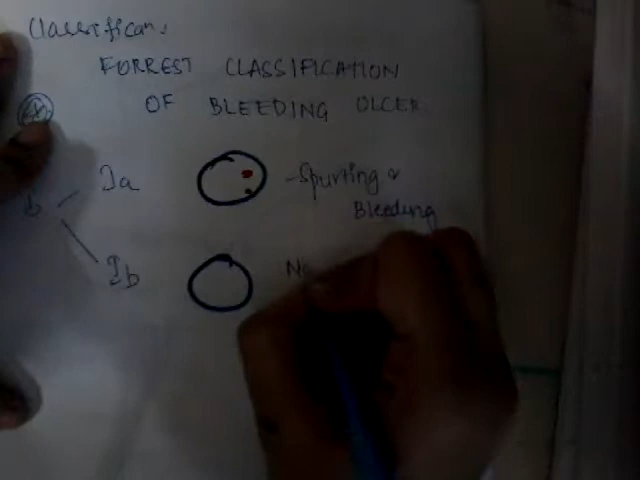 Classification:
FORREST CLASSIFICATION
OF BLEEDING ULCER
Ia -Spurting &
Bleeding
Ib N